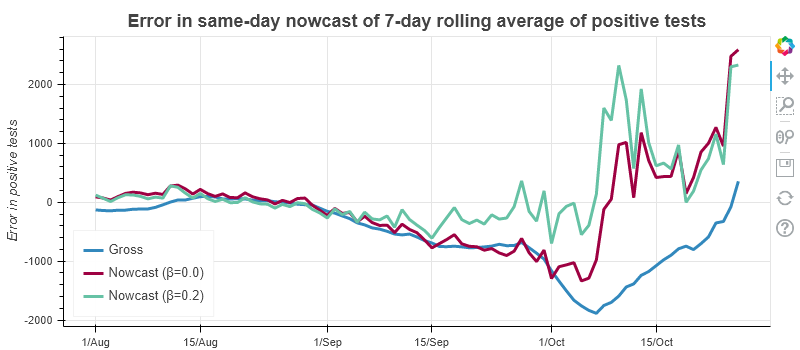 Error in same-day nowcast of 7-day rolling average of positive tests
Error in positive tests
2000
1000
0
-1000
-2000
Gross
Nowcast (β=0.0)
Nowcast (β=0.2)
1/Aug
15/Aug
1/Sep
15/Sep
1/Oct
15/Oct